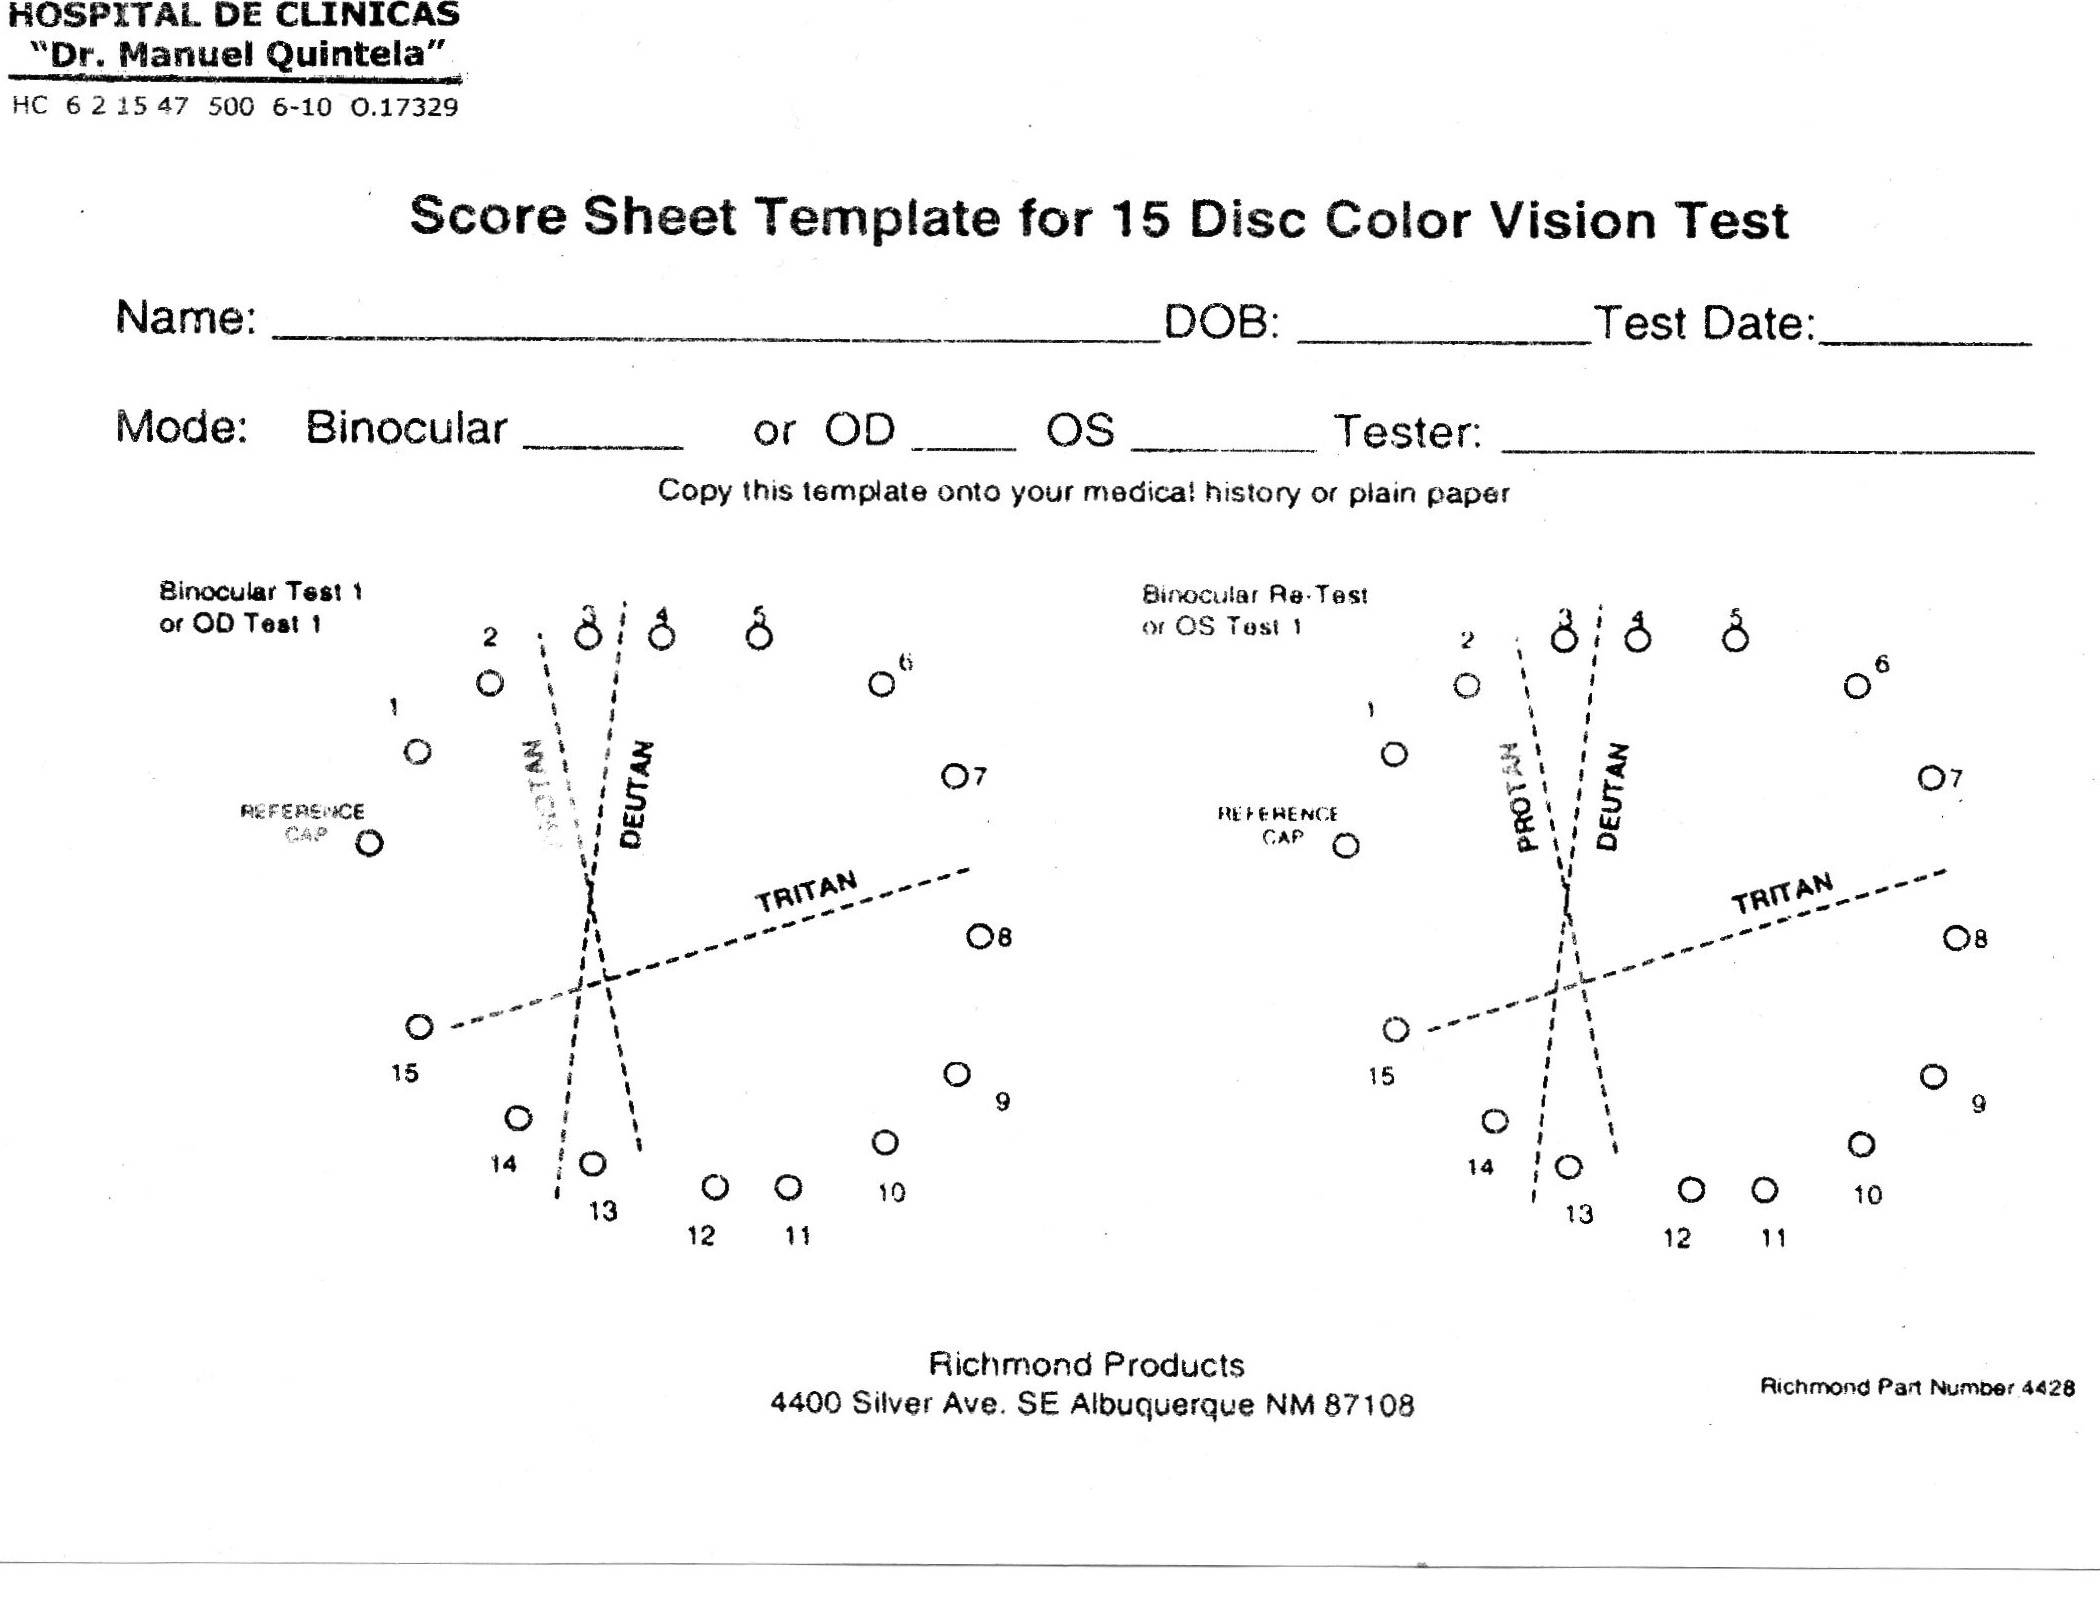 HOSPITAL DE CLINICAS
"Dr. Manuel Quintela"
HC 6 2 15 47 500 6-10 O.17329
Score Sheet Template for 15 Disc Color Vision Test
Name: DOB: Test Date:
Mode: Binocular or OD OS Tester:
Copy this template onto your medical history or plain paper
Binocular Test 1
or OD Test 1
2
3
4
5
6
1
7
PROTAN
DEUTAN
REFERENCE
CAP
TRITAN
8
15
9
14
13
10
12
11
Binocular Re-Test
or OS Test 1
2
3
4
5
6
1
7
PROTAN
DEUTAN
REFERENCE
CAP
TRITAN
8
15
9
14
13
10
12
11
Richmond Products
4400 Silver Ave. SE Albuquerque NM 87108
Richmond Part Number 4428